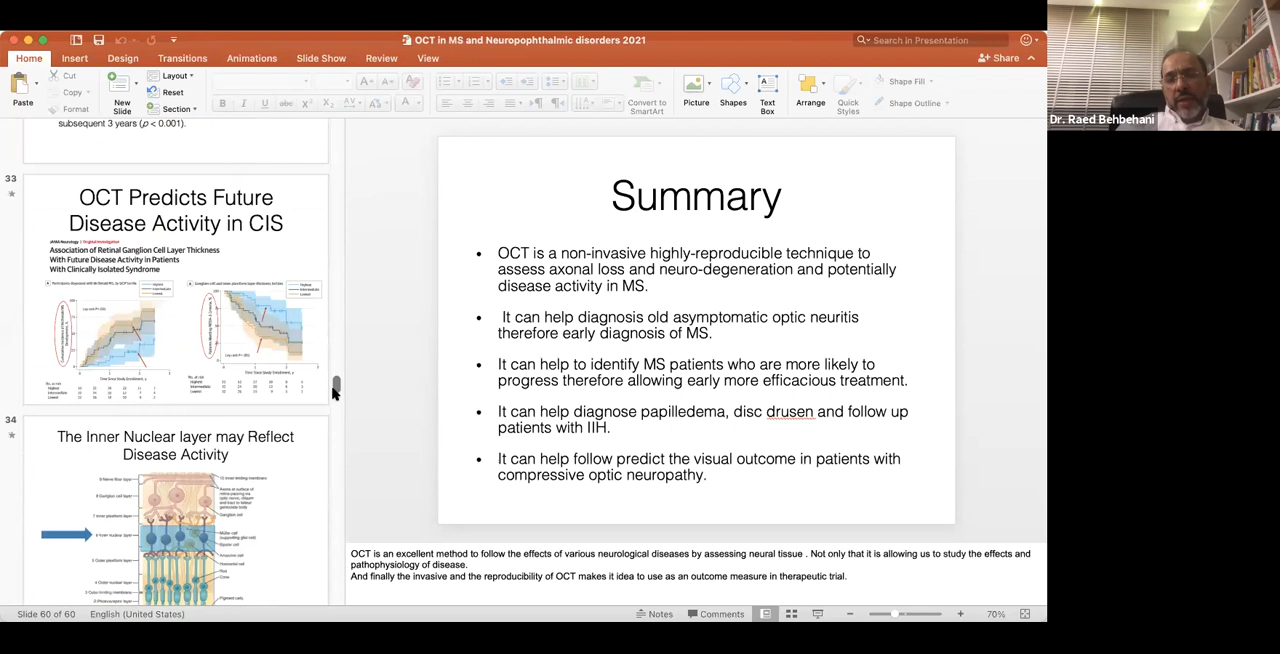 OCT in MS and Neuropophthalmic disorders 2021
Search in Presentation
Home
Insert
Design
Transitions
Animations
Slide Show
Review
View
Share
Paste
Cut
Copy
Format
New Slide
Layout
Reset
Section
Convert to SmartArt
Picture
Shapes
Text Box
Arrange
Quick Styles
Shape Fill
Shape Outline
Dr. Raed Behbehani
subsequent 3 years (p < 0.001).
33
OCT Predicts Future
Disease Activity in CIS
JAMA Neurology | Original Investigation
Association of Retinal Ganglion Cell Layer Thickness
With Future Disease Activity in Patients
With Clinically Isolated Syndrome
34
The Inner Nuclear layer may Reflect
Disease Activity
Summary
• OCT is a non-invasive highly-reproducible technique to
assess axonal loss and neuro-degeneration and potentially
disease activity in MS.
• It can help diagnosis old asymptomatic optic neuritis
therefore early diagnosis of MS.
• It can help to identify MS patients who are more likely to
progress therefore allowing early more efficacious treatment.
• It can help diagnose papilledema, disc drusen and follow up
patients with IIH.
• It can help follow predict the visual outcome in patients with
compressive optic neuropathy.
OCT is an excellent method to follow the effects of various neurological diseases by assessing neural tissue . Not only that it is allowing us to study the effects and
pathophysiology of disease.
And finally the invasive and the reproducibility of OCT makes it idea to use as an outcome measure in therapeutic trial.
Slide 60 of 60
English (United States)
Notes
Comments
70%